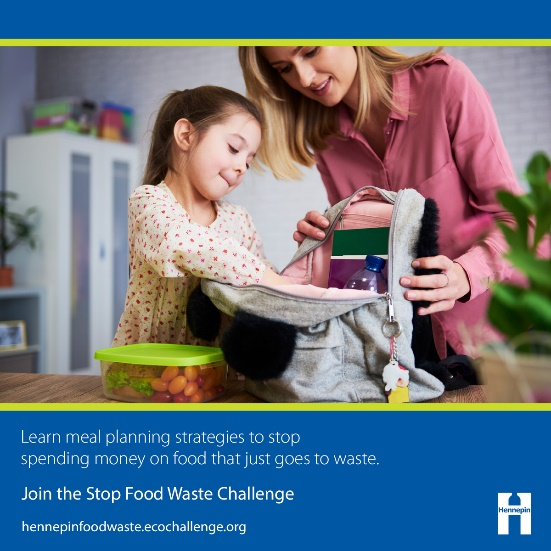 Learn meal planning strategies to stop
spending money on food that just goes to waste.
Join the Stop Food Waste Challenge
hennepinfoodwaste.ecochallenge.org
Hennepin